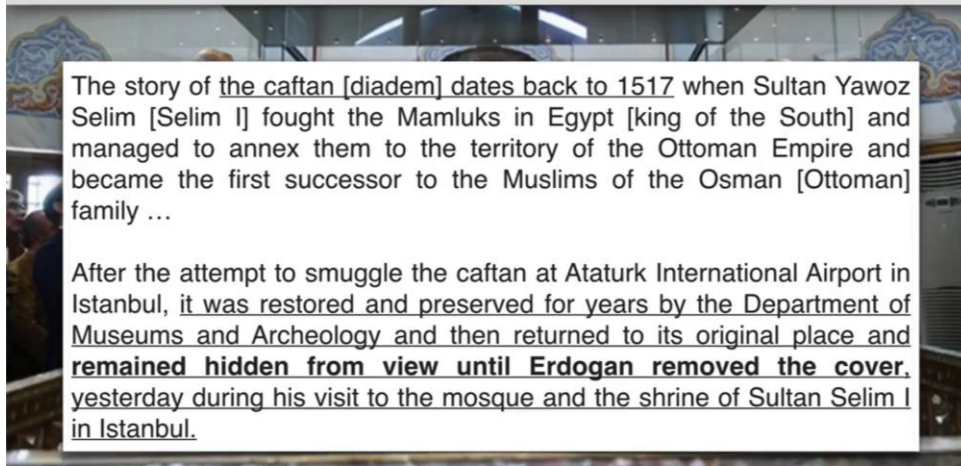 The story of the caftan [diadem] dates back to 1517 when Sultan Yawoz
Selim [Selim I] fought the Mamluks in Egypt [king of the South] and
managed to annex them to the territory of the Ottoman Empire and
became the first successor to the Muslims of the Osman [Ottoman]
family ...
After the attempt to smuggle the caftan at Ataturk International Airport in
Istanbul, it was restored and preserved for years by the Department of
Museums and Archeology and then returned to its original place and
remained hidden from view until Erdogan removed the cover,
yesterday during his visit to the mosque and the shrine of Sultan Selim I
in Istanbul.